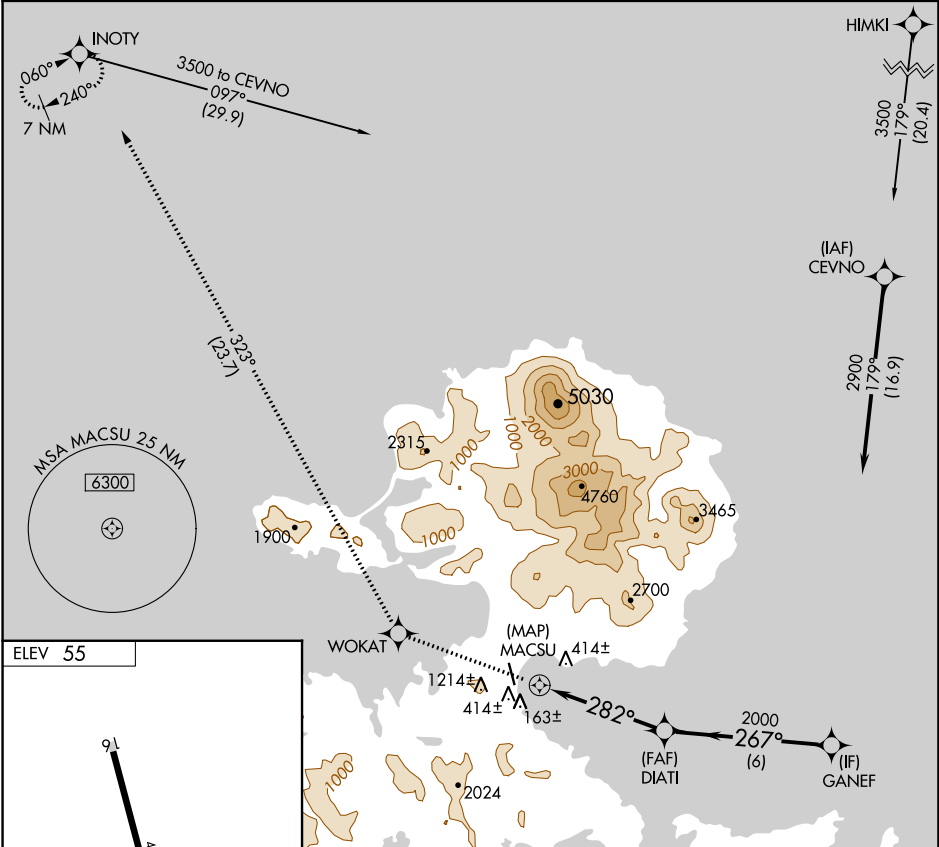 INOTY
060°
240°
7 NM
3500 to CEVNO
097°
(29.9)
HIMKI
3500
179°
(20.4)
(IAF)
CEVNO
2900
179°
(16.9)
323°
(23.7)
MSA MACSU 25 NM
6300
5030
1000
2000
2315
1000
3000
4760
3465
1900
1000
2700
WOKAT
(MAP)
MACSU
414±
1214±
414±
163±
282°
2000
267°
(6)
(FAF)
DIATI
(IF)
GANEF
1000
2024
ELEV 55
16
4